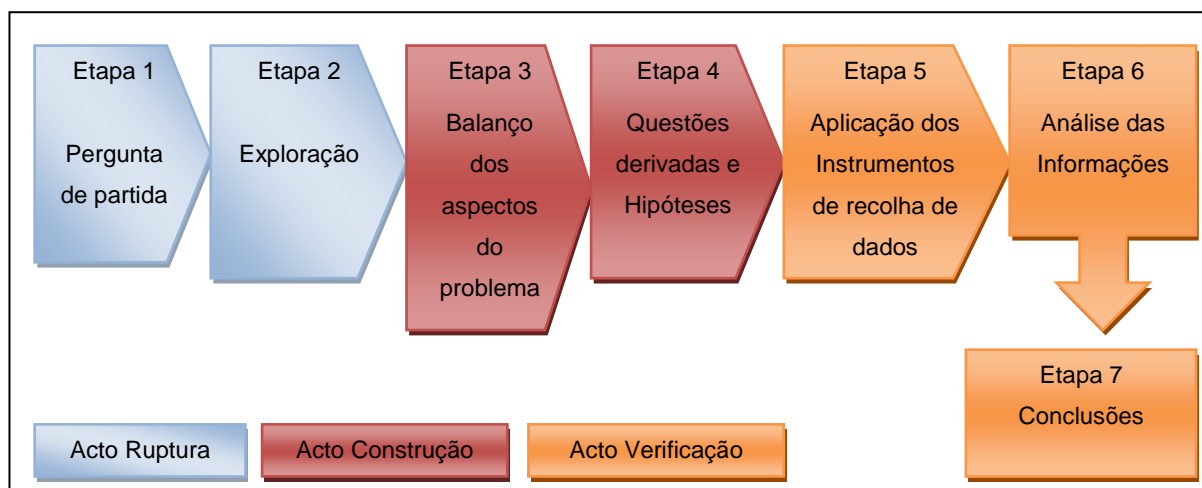 Etapa 1
Pergunta
de partida
Etapa 2
Exploração
Etapa 3
Balanço
dos
aspectos
do
problema
Etapa 4
Questões
derivadas e
Hipóteses
Etapa 5
Aplicação dos
Instrumentos
de recolha de
dados
Etapa 6
Análise das
Informações
Etapa 7
Conclusões
Acto Ruptura
Acto Construção
Acto Verificação